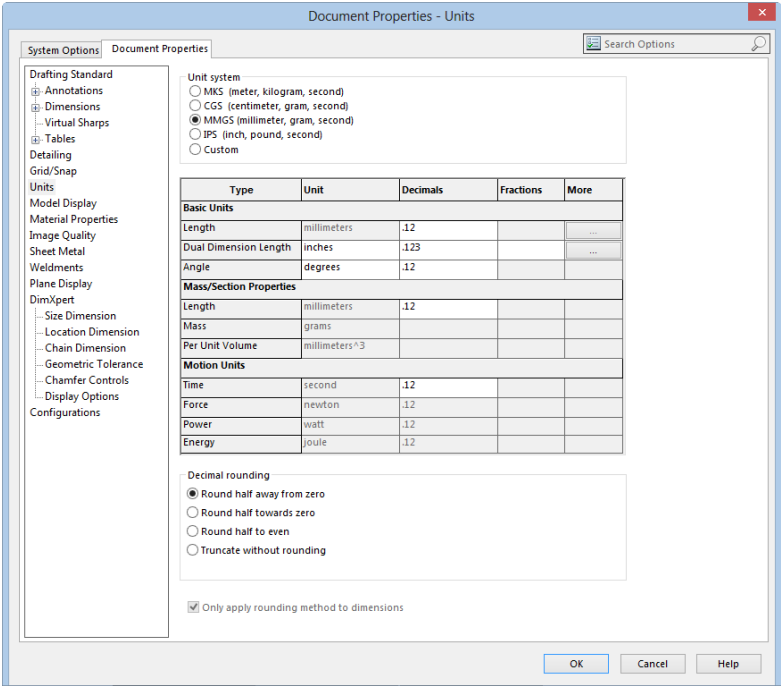 Document Properties - Units
System Options
Document Properties
Search Options
Drafting Standard
Annotations
Dimensions
Virtual Sharps
Tables
Detailing
Grid/Snap
Units
Model Display
Material Properties
Image Quality
Sheet Metal
Weldments
Plane Display
DimXpert
Size Dimension
Location Dimension
Chain Dimension
Geometric Tolerance
Chamfer Controls
Display Options
Configurations
Unit system
MKS (meter, kilogram, second)
CGS (centimeter, gram, second)
MMGS (millimeter, gram, second)
IPS (inch, pound, second)
Custom
Type Unit Decimals Fractions More
Basic Units
Length millimeters .12 ...
Dual Dimension Length inches .123 ...
Angle degrees .12
Mass/Section Properties
Length millimeters .12
Mass grams
Per Unit Volume millimeters^3
Motion Units
Time second .12
Force newton .12
Power watt .12
Energy joule .12
Decimal rounding
Round half away from zero
Round half towards zero
Round half to even
Truncate without rounding
Only apply rounding method to dimensions
OK Cancel Help